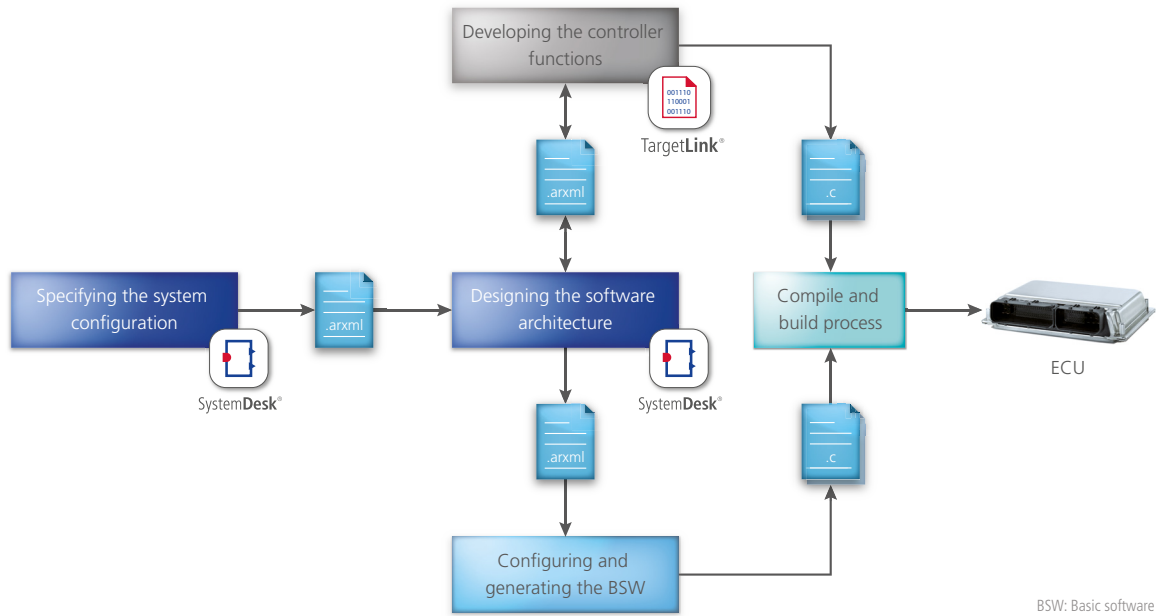 Developing the controller
functions
001110
110001
001110
TargetLink®
.arxml
.c
Specifying the system
configuration
SystemDesk®
.arxml
Designing the software
architecture
SystemDesk®
Compile and
build process
ECU
.arxml
.c
Configuring and
generating the BSW
BSW: Basic software